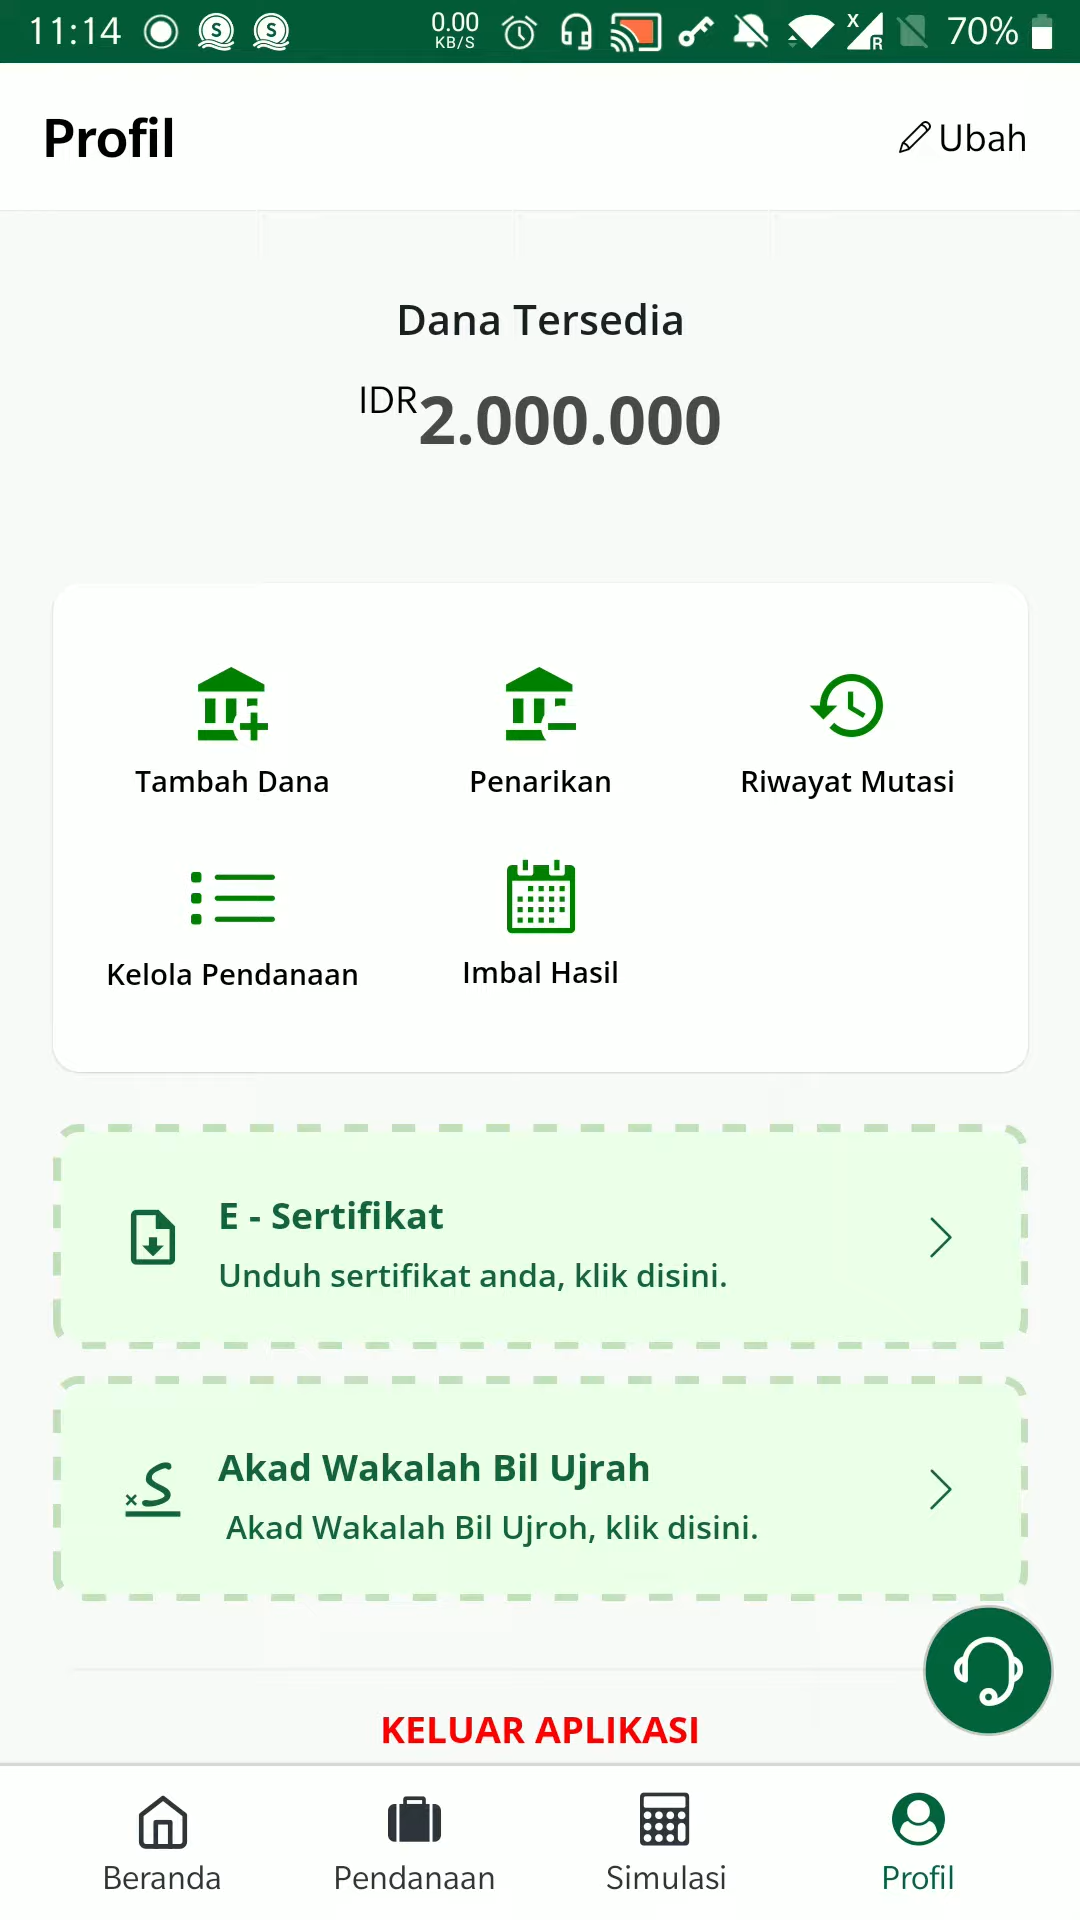 11:14 0.00 KB/S X R 70%
Profil
Ubah
Dana Tersedia
IDR 2.000.000
Tambah Dana
Penarikan
Riwayat Mutasi
Kelola Pendanaan
Imbal Hasil
E - Sertifikat
Unduh sertifikat anda, klik disini.
Akad Wakalah Bil Ujrah
Akad Wakalah Bil Ujroh, klik disini.
KELUAR APLIKASI
Beranda
Pendanaan
Simulasi
Profil